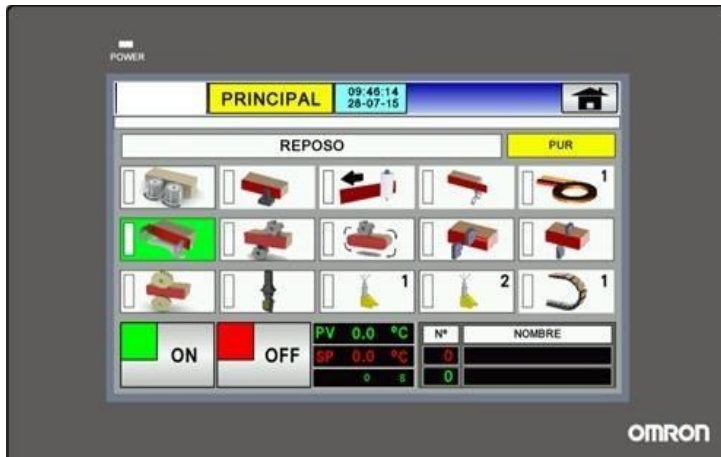 POWER
PRINCIPAL
09:46:14
28-07-15
REPOSO
PUR
1
1
2
1
ON
OFF
PV 0.0 °C
SP 0.0 °C
0 s
Nº
NOMBRE
0
0
OMRON